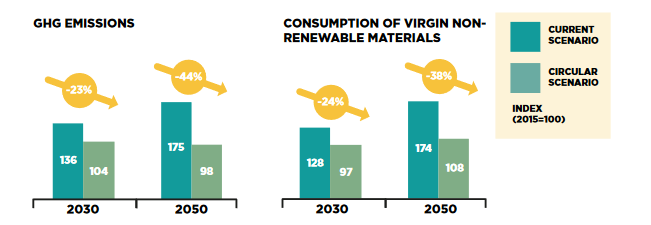 GHG EMISSIONS
-23%
-44%
136
104
175
98
2030
2050
CONSUMPTION OF VIRGIN NON-
RENEWABLE MATERIALS
-24%
-38%
128
97
174
108
2030
2050
CURRENT
SCENARIO
CIRCULAR
SCENARIO
INDEX
(2015=100)